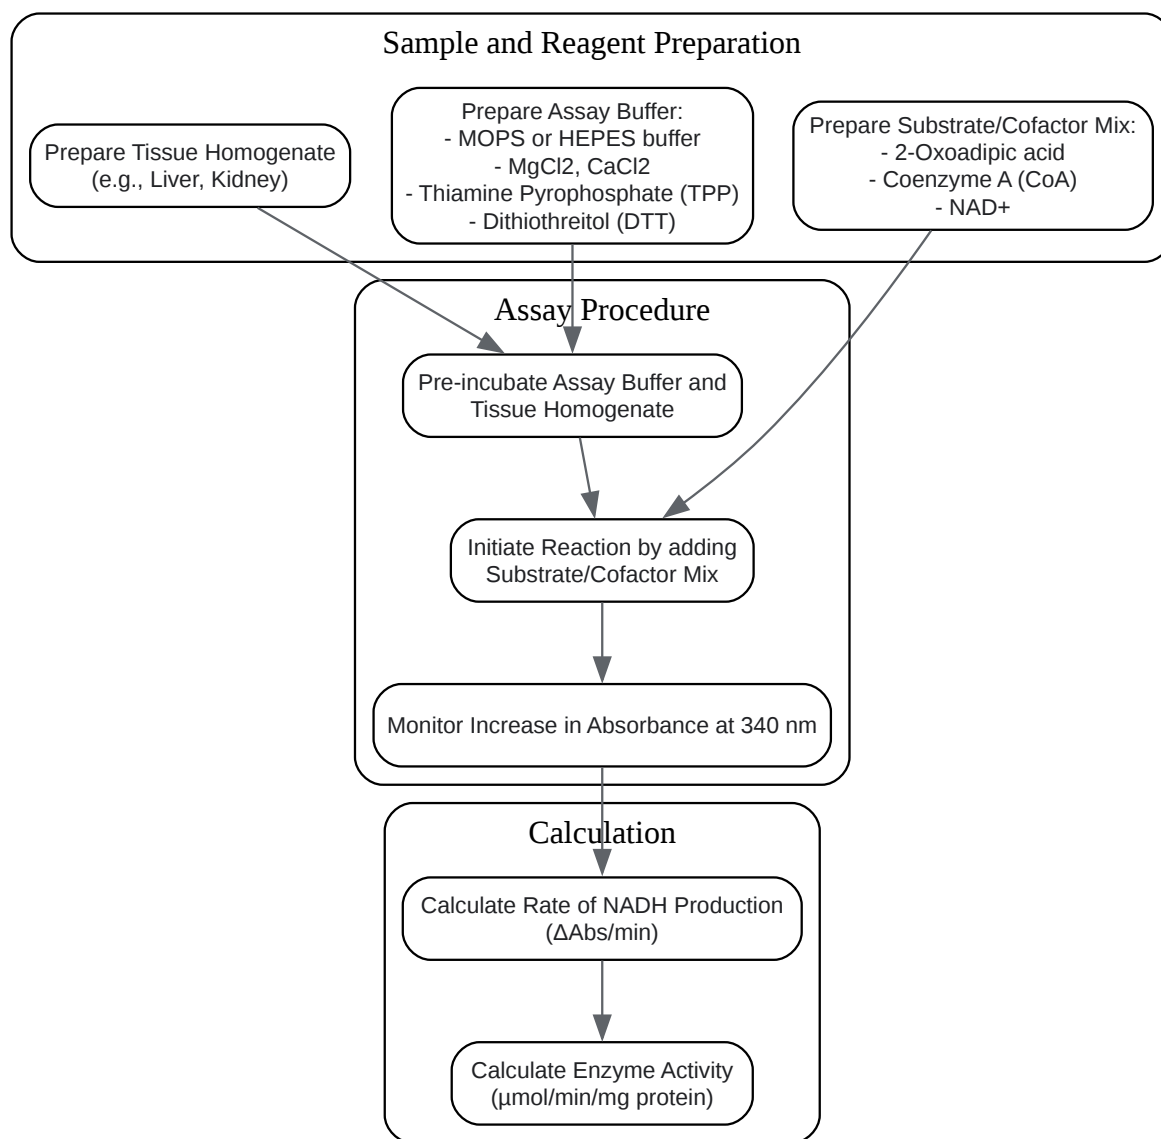 Sample and Reagent Preparation
Prepare Tissue Homogenate
(e.g., Liver, Kidney)
Prepare Assay Buffer:
- MOPS or HEPES buffer
- MgCl2, CaCl2
- Thiamine Pyrophosphate (TPP)
- Dithiothreitol (DTT)
Prepare Substrate/Cofactor Mix:
- 2-Oxoadipic acid
- Coenzyme A (CoA)
- NAD+
Assay Procedure
Pre-incubate Assay Buffer and
Tissue Homogenate
Initiate Reaction by adding
Substrate/Cofactor Mix
Monitor Increase in Absorbance at 340 nm
Calculation
Calculate Rate of NADH Production
(ΔAbs/min)
Calculate Enzyme Activity
(µmol/min/mg protein)